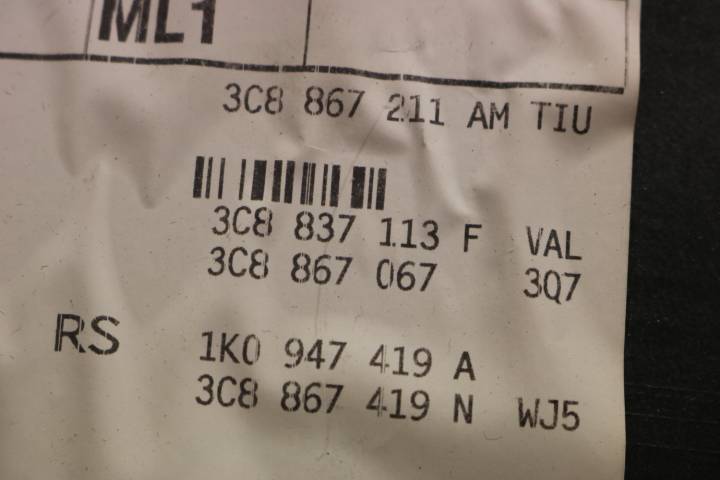 ML1
3C8 867 211 AM TIU
3C8 837 113 F VAL
3C8 867 067 3Q7
RS 1K0 947 419 A
3C8 867 419 N WJ5